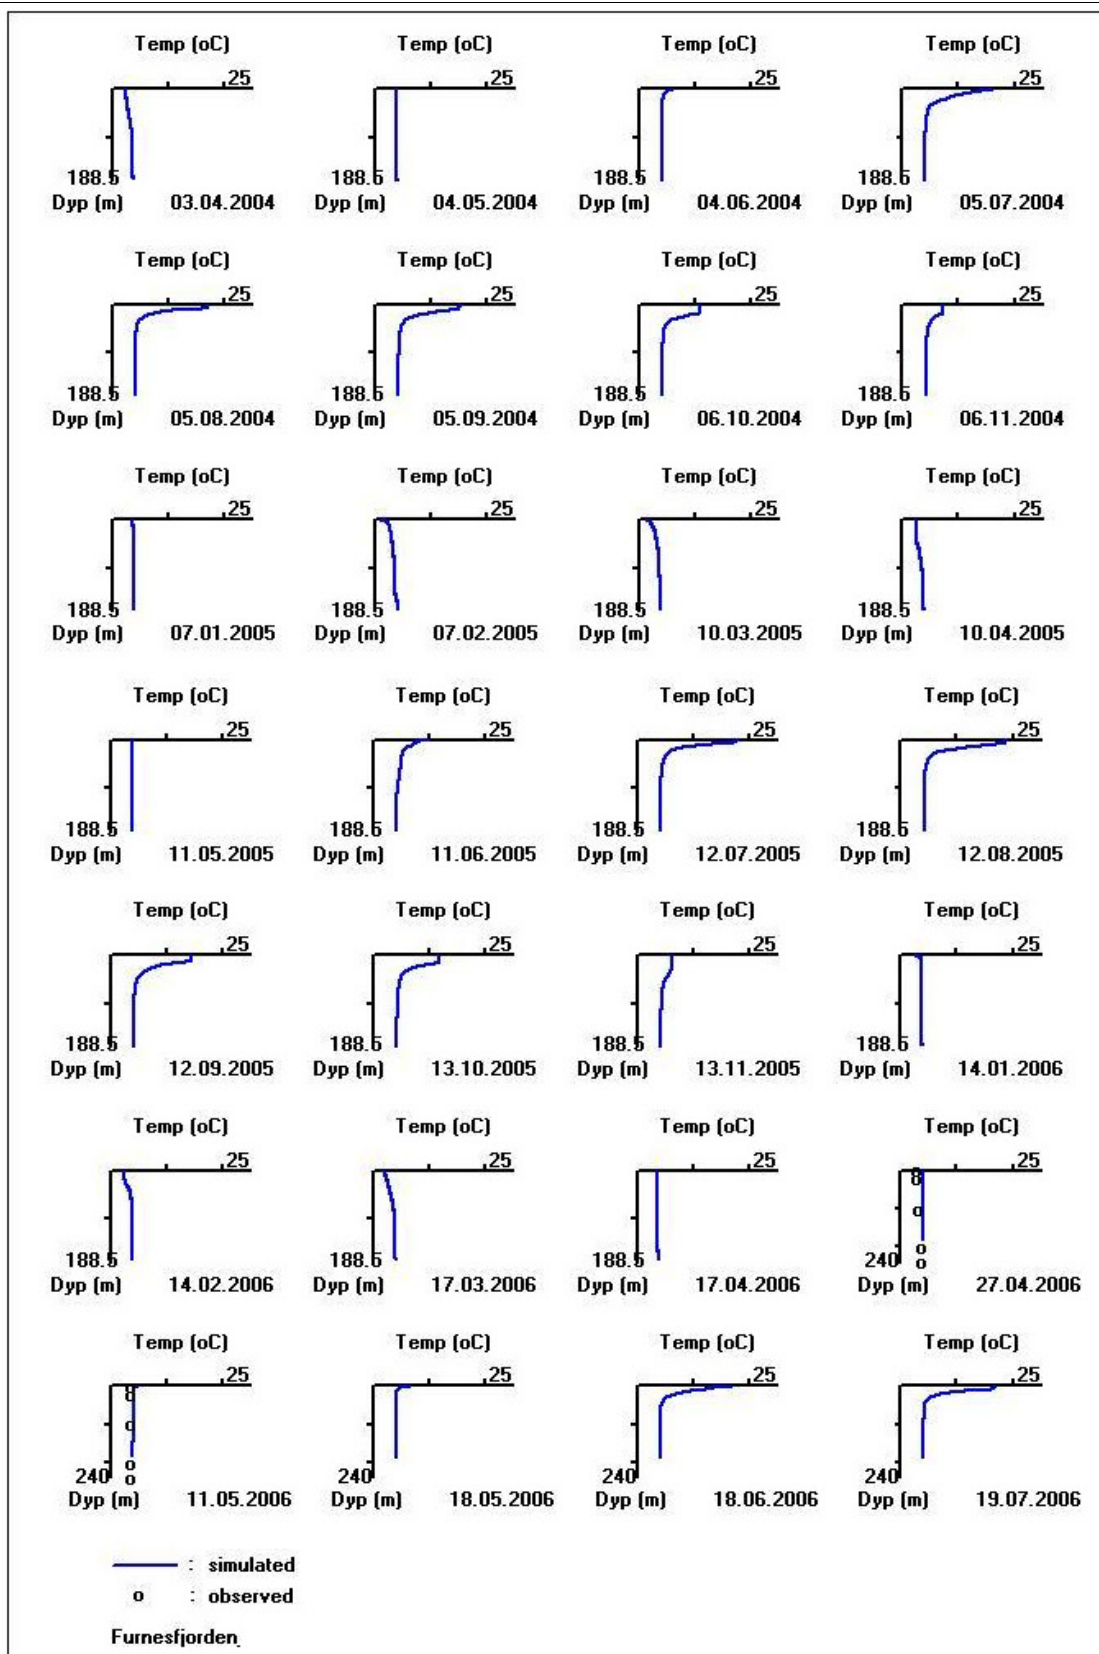 Temp (oC) Temp (oC) Temp (oC) Temp (oC)
25 25 25 25
188.5 188.5 188.5 188.5
Dyp (m) 03.04.2004 Dyp (m) 04.05.2004 Dyp (m) 04.06.2004 Dyp (m) 05.07.2004
Temp (oC) Temp (oC) Temp (oC) Temp (oC)
25 25 25 25
188.5 188.5 188.5 188.5
Dyp (m) 05.08.2004 Dyp (m) 05.09.2004 Dyp (m) 06.10.2004 Dyp (m) 06.11.2004
Temp (oC) Temp (oC) Temp (oC) Temp (oC)
25 25 25 25
188.5 188.5 188.5 188.5
Dyp (m) 07.01.2005 Dyp (m) 07.02.2005 Dyp (m) 10.03.2005 Dyp (m) 10.04.2005
Temp (oC) Temp (oC) Temp (oC) Temp (oC)
25 25 25 25
188.5 188.5 188.5 188.5
Dyp (m) 11.05.2005 Dyp (m) 11.06.2005 Dyp (m) 12.07.2005 Dyp (m) 12.08.2005
Temp (oC) Temp (oC) Temp (oC) Temp (oC)
25 25 25 25
188.5 188.5 188.5 188.5
Dyp (m) 12.09.2005 Dyp (m) 13.10.2005 Dyp (m) 13.11.2005 Dyp (m) 14.01.2006
Temp (oC) Temp (oC) Temp (oC) Temp (oC)
25 25 25 25
188.5 188.5 188.5 240
Dyp (m) 14.02.2006 Dyp (m) 17.03.2006 Dyp (m) 17.04.2006 Dyp (m) 27.04.2006
Temp (oC) Temp (oC) Temp (oC) Temp (oC)
25 25 25 25
240 240 240 240
Dyp (m) 11.05.2006 Dyp (m) 18.05.2006 Dyp (m) 18.06.2006 Dyp (m) 19.07.2006
: simulated
o : observed
Furnesfjorden